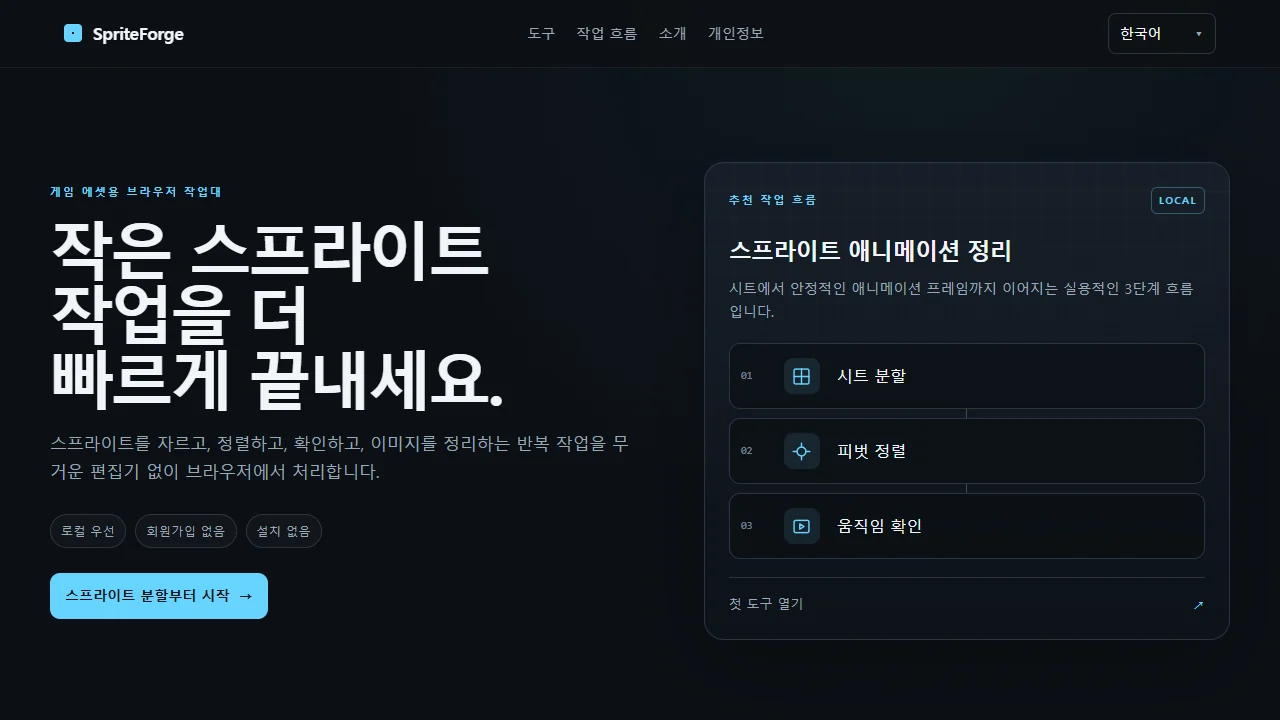 SpriteForge
도구
작업 흐름
소개
개인정보
한국어
게임 에셋용 브라우저 작업대
작은 스프라이트
작업을 더
빠르게 끝내세요.
스프라이트를 자르고, 정렬하고, 확인하고, 이미지를 정리하는 반복 작업을 무
거운 편집기 없이 브라우저에서 처리합니다.
로컬 우선
회원가입 없음
설치 없음
스프라이트 분할부터 시작 →
추천 작업 흐름
LOCAL
스프라이트 애니메이션 정리
시트에서 안정적인 애니메이션 프레임까지 이어지는 실용적인 3단계 흐름
입니다.
01 시트 분할
02 피벗 정렬
03 움직임 확인
첫 도구 열기 ↗